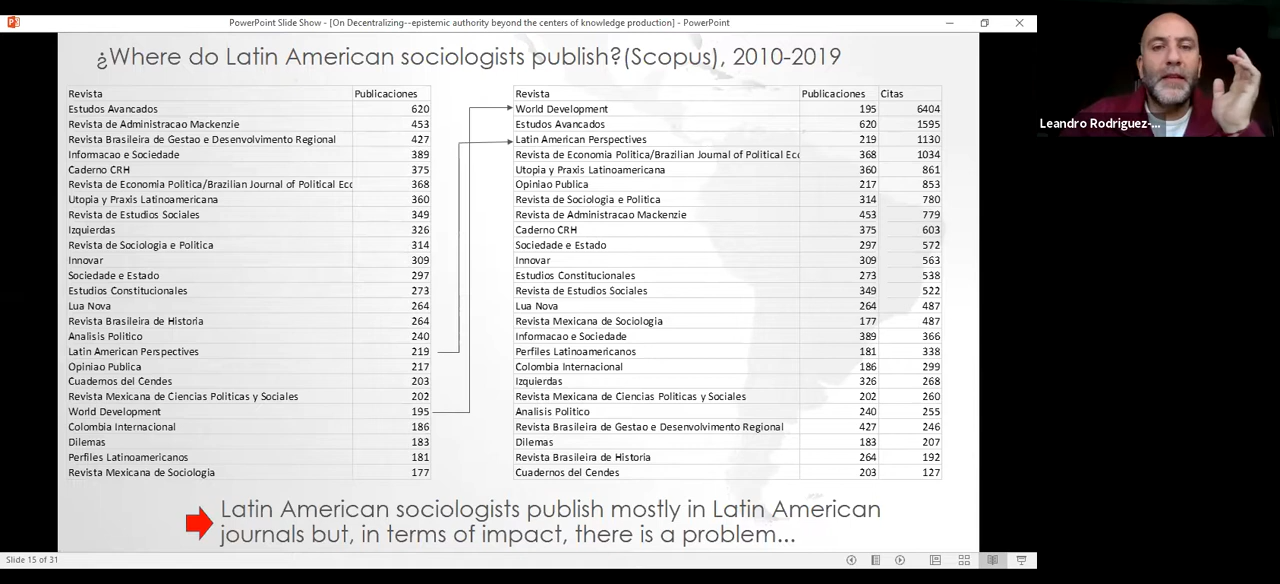 PowerPoint Slide Show - [On Decentralizing--epistemic authority beyond the centers of knowledge production] - PowerPoint
¿Where do Latin American sociologists publish?(Scopus), 2010-2019
Revista Publicaciones
Estudos Avancados 620
Revista de Administracao Mackenzie 453
Revista Brasileira de Gestao e Desenvolvimento Regional 427
Informacao e Sociedade 389
Caderno CRH 375
Revista de Economia Politica/Brazilian Journal of Political Ecc 368
Utopia y Praxis Latinoamericana 360
Revista de Estudios Sociales 349
Izquierdas 326
Revista de Sociologia e Politica 314
Innovar 309
Sociedade e Estado 297
Estudios Constitucionales 273
Lua Nova 264
Revista Brasileira de Historia 264
Analisis Politico 240
Latin American Perspectives 219
Opiniao Publica 217
Cuadernos del Cendes 203
Revista Mexicana de Ciencias Politicas y Sociales 202
World Development 195
Colombia Internacional 186
Dilemas 183
Perfiles Latinoamericanos 181
Revista Mexicana de Sociologia 177
Revista Publicaciones Citas
World Development 195 6404
Estudos Avancados 620 1595
Latin American Perspectives 219 1130
Revista de Economia Politica/Brazilian Journal of Political Ecc 368 1034
Utopia y Praxis Latinoamericana 360 861
Opiniao Publica 217 853
Revista de Sociologia e Politica 314 780
Revista de Administracao Mackenzie 453 779
Caderno CRH 375 603
Sociedade e Estado 297 572
Innovar 309 563
Estudios Constitucionales 273 538
Revista de Estudios Sociales 349 522
Lua Nova 264 487
Revista Mexicana de Sociologia 177 487
Informacao e Sociedade 389 366
Perfiles Latinoamericanos 181 338
Colombia Internacional 186 299
Izquierdas 326 268
Revista Mexicana de Ciencias Politicas y Sociales 202 260
Analisis Politico 240 255
Revista Brasileira de Gestao e Desenvolvimento Regional 427 246
Dilemas 183 207
Revista Brasileira de Historia 264 192
Cuadernos del Cendes 203 127
Latin American sociologists publish mostly in Latin American
journals but, in terms of impact, there is a problem...
Slide 15 of 31
Leandro Rodriguez-...